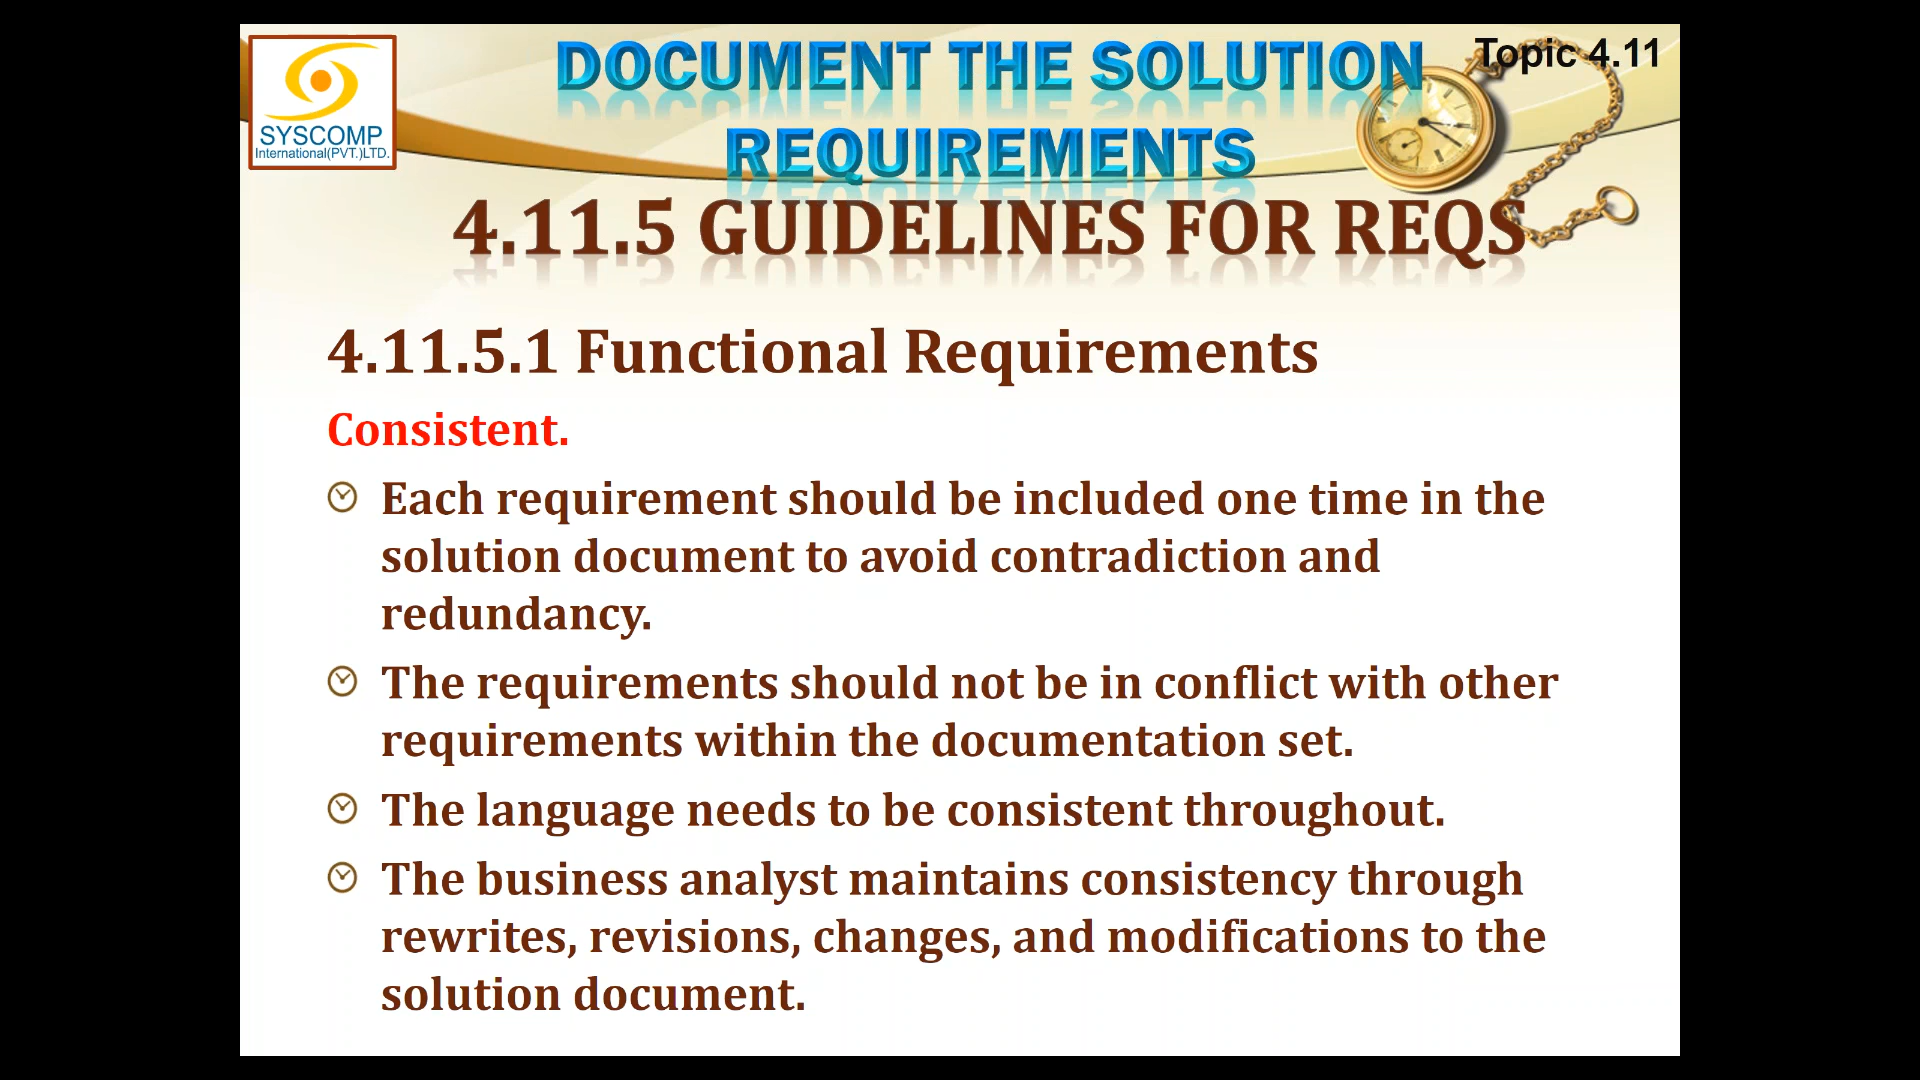 SYSCOMP
International(PVT.)LTD.
DOCUMENT THE SOLUTION
REQUIREMENTS
Topic 4.11
4.11.5 GUIDELINES FOR REQS
4.11.5.1 Functional Requirements
Consistent.
Each requirement should be included one time in the
solution document to avoid contradiction and
redundancy.
The requirements should not be in conflict with other
requirements within the documentation set.
The language needs to be consistent throughout.
The business analyst maintains consistency through
rewrites, revisions, changes, and modifications to the
solution document.